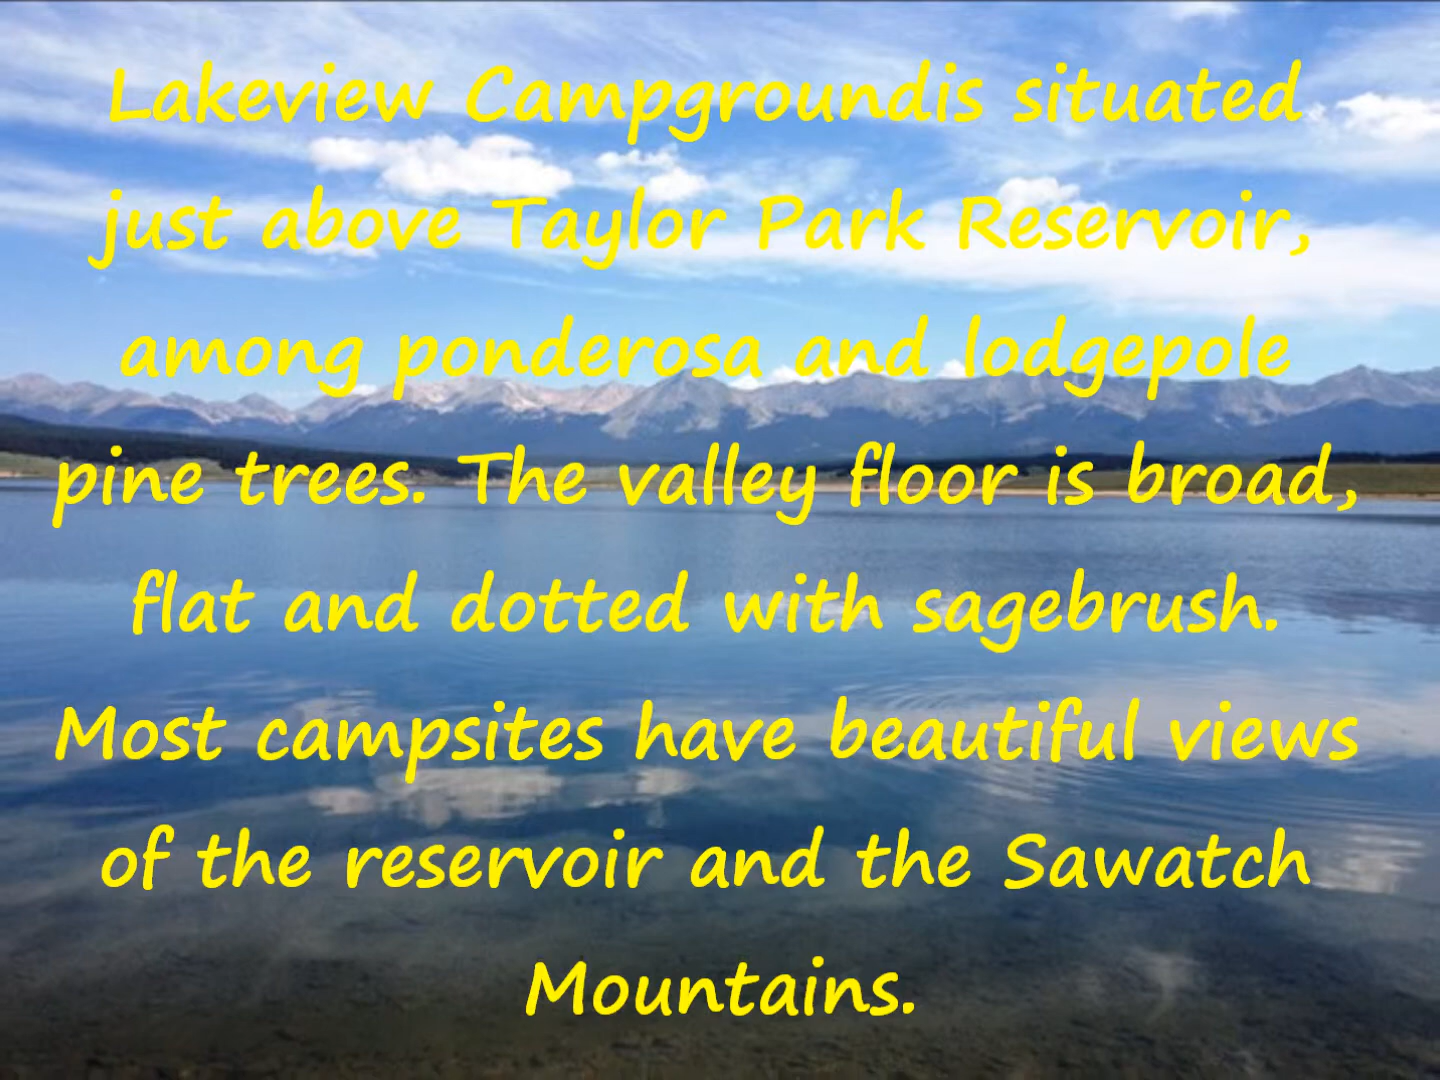 Lakeview Campgroundis situated
just above Taylor Park Reservoir,
among ponderosa and lodgepole
pine trees. The valley floor is broad,
flat and dotted with sagebrush.
Most campsites have beautiful views
of the reservoir and the Sawatch
Mountains.